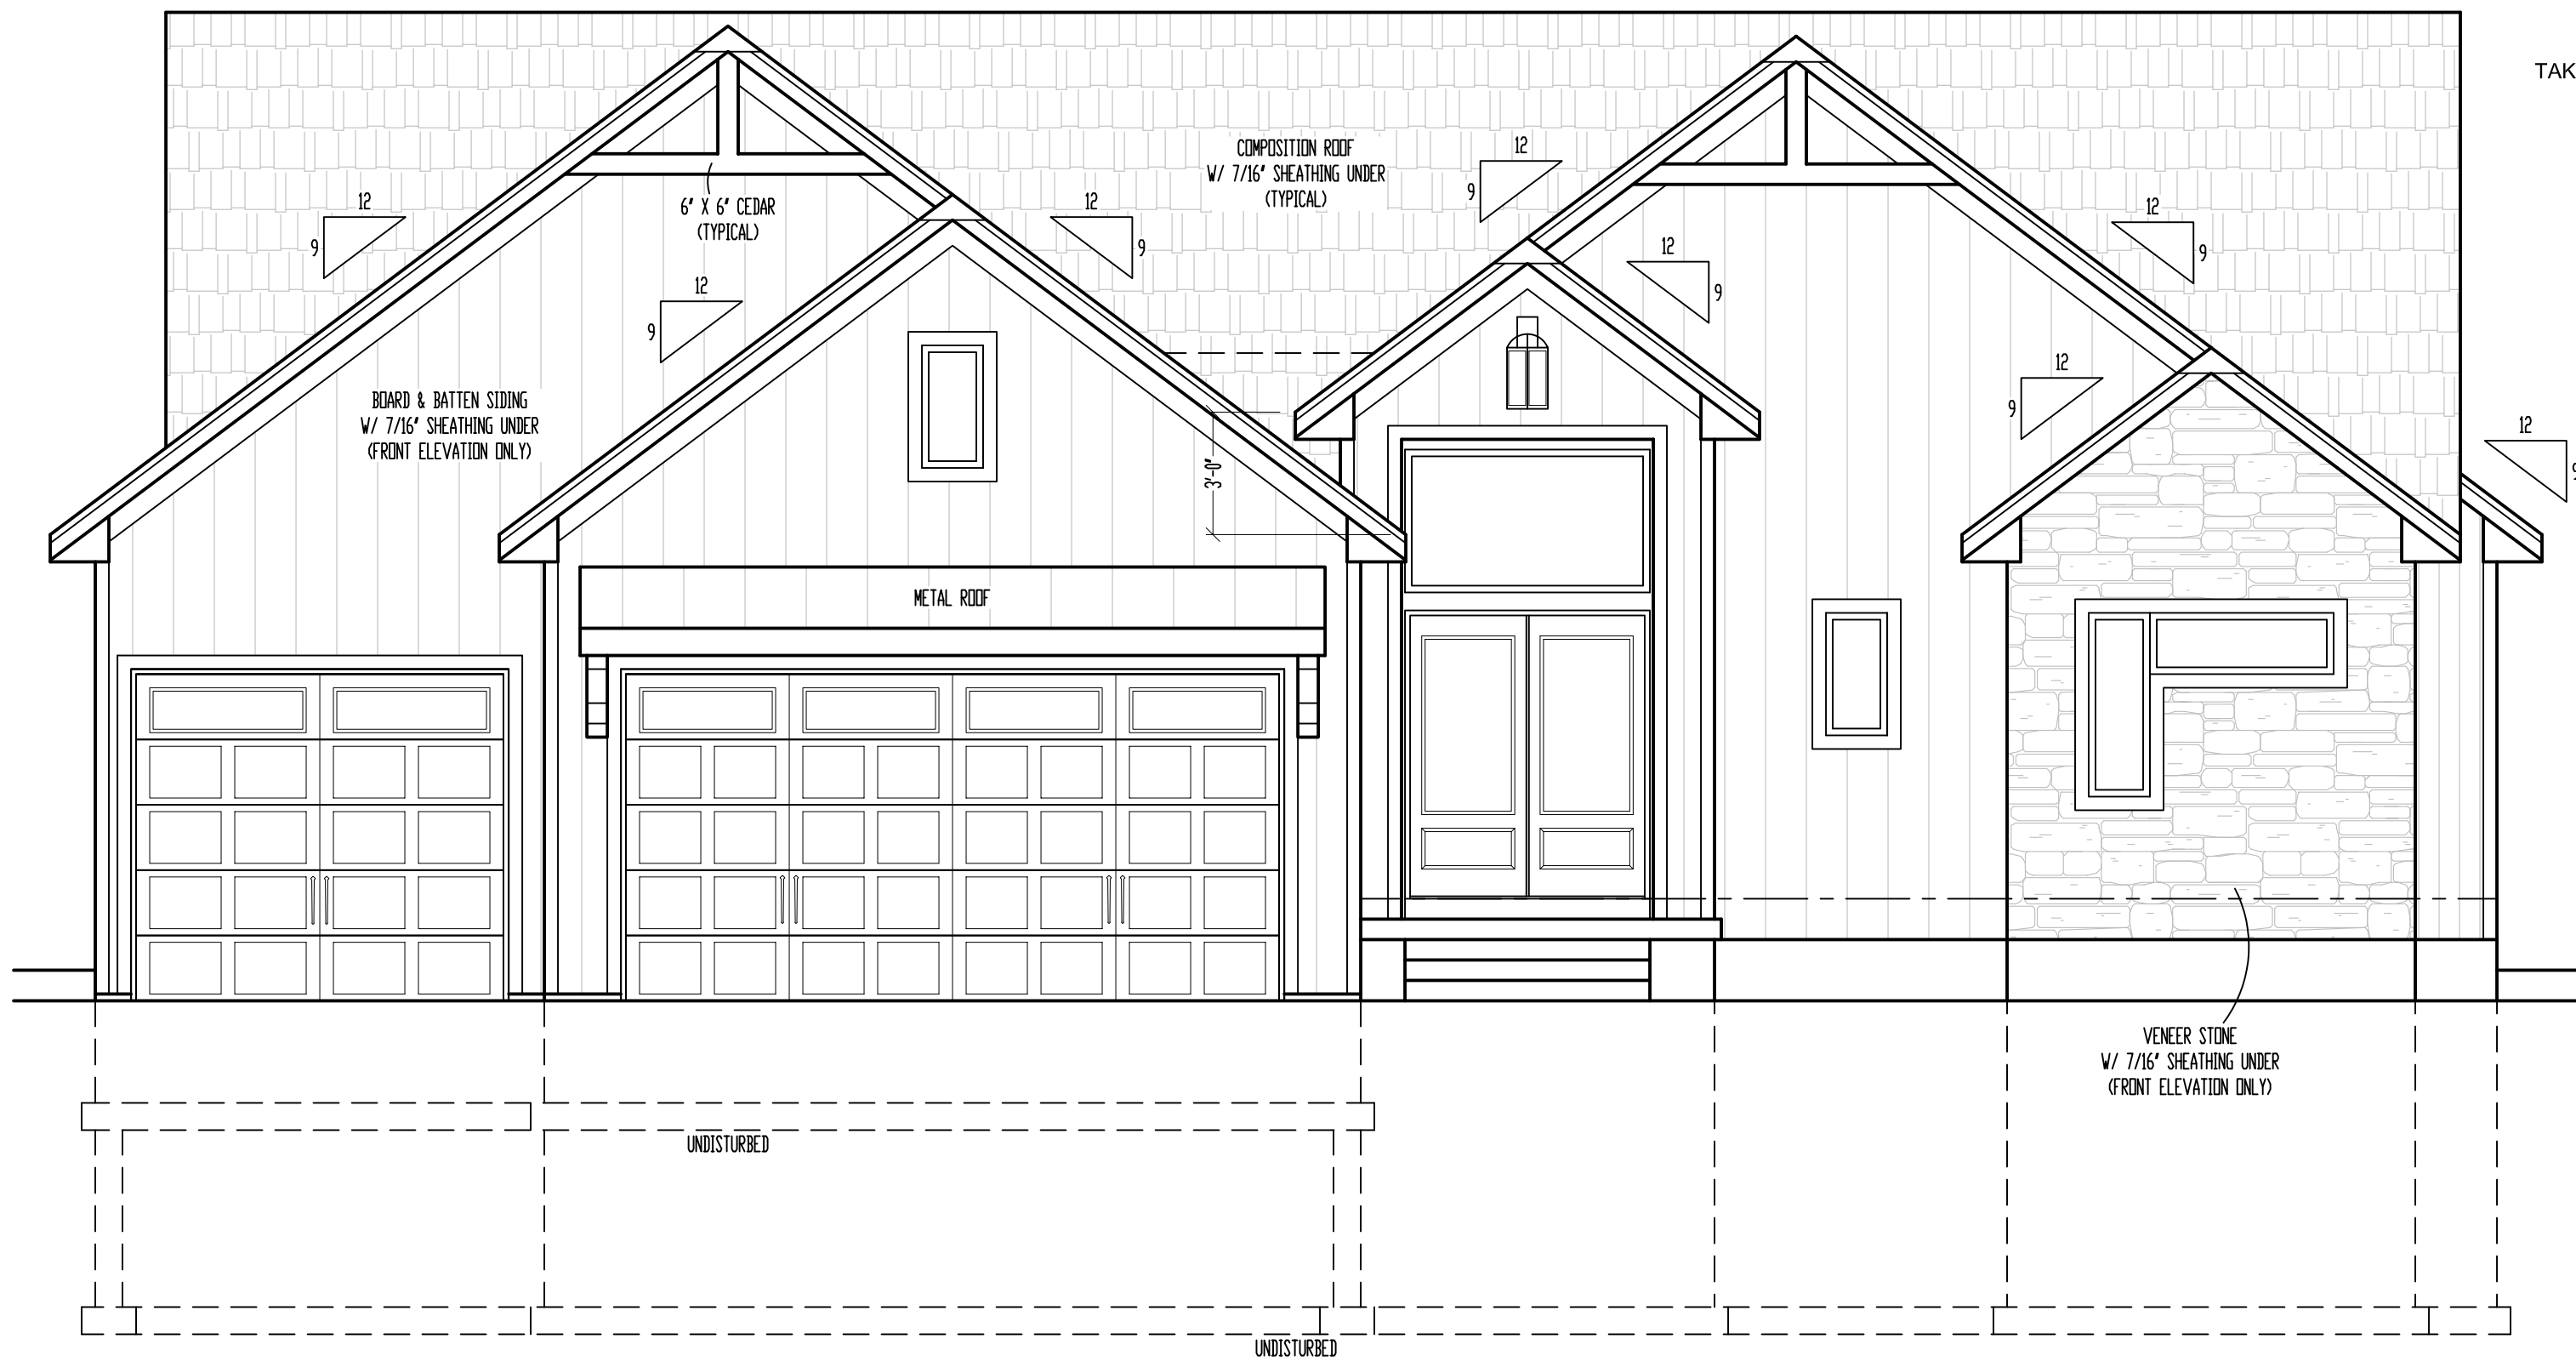 TAK
COMPOSITION ROOF
W/ 7/16" SHEATHING UNDER
(TYPICAL)
12
9
12
9
6" X 6" CEDAR
(TYPICAL)
12
9
12
9
12
9
12
9
BOARD & BATTEN SIDING
W/ 7/16" SHEATHING UNDER
(FRONT ELEVATION ONLY)
3'-0"
12
9
12
METAL ROOF
VENEER STONE
W/ 7/16" SHEATHING UNDER
(FRONT ELEVATION ONLY)
UNDISTURBED
UNDISTURBED